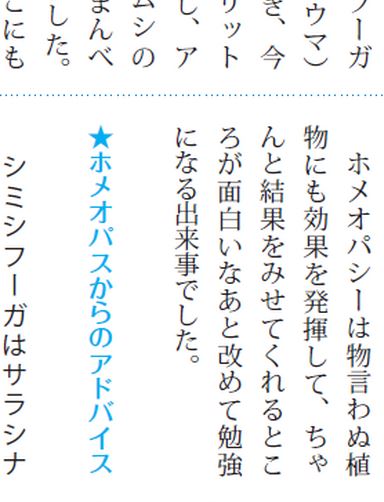 フーガ
ウマ）
き、今
リット
し、ア
ムシの
まんべ
した。
こにも
ホメオパシーは物言わぬ植
物にも効果を発揮して、ちゃ
んと結果をみせてくれるとこ
ろが面白いなあと改めて勉強
になる出来事でした。
★ホメオパスからのアドバイス
シミシフーガはサラシナ